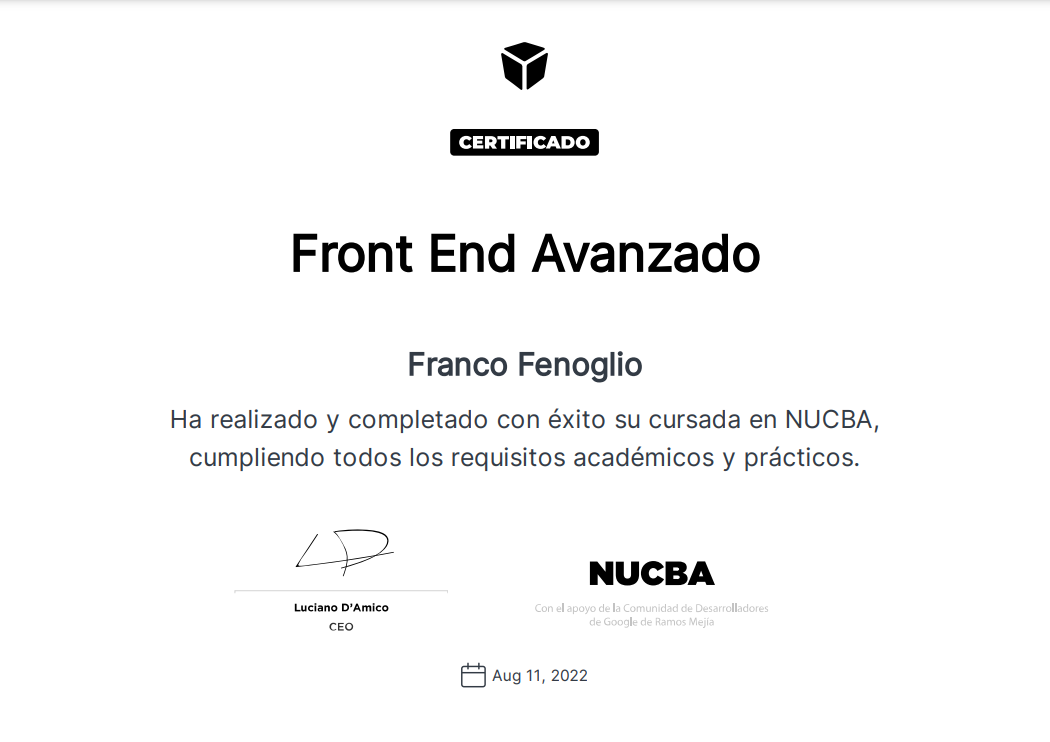 CERTIFICADO
Front End Avanzado
Franco Fenoglio
Ha realizado y completado con éxito su cursada en NUCBA,
cumpliendo todos los requisitos académicos y prácticos.
Luciano D'Amico
CEO
NUCBA
Con el apoyo de la Comunidad de Desarrolladores
de Google de Ramos Mejía
Aug 11, 2022